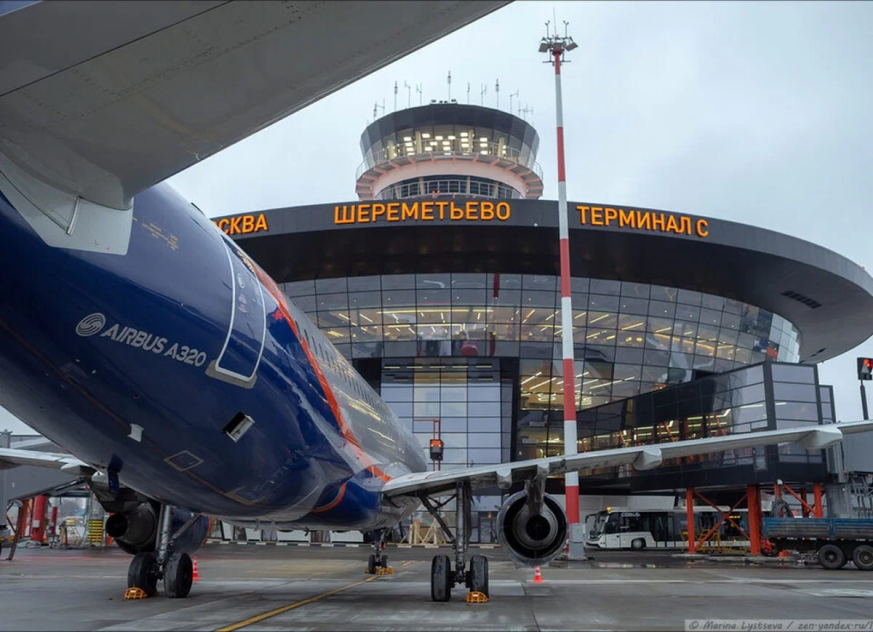 СКВА ШЕРЕМЕТЬЕВО ТЕРМИНАЛ С
AIRBUS A320
© Marina Lystseva / zen-yandex.ru/